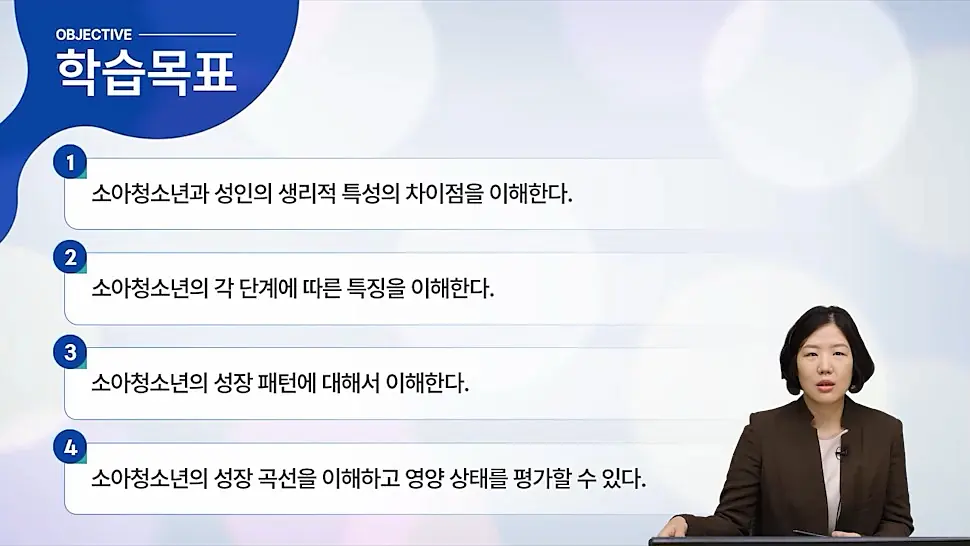 OBJECTIVE
학습목표
1
소아청소년과 성인의 생리적 특성의 차이점을 이해한다.
2
소아청소년의 각 단계에 따른 특징을 이해한다.
3
소아청소년의 성장 패턴에 대해서 이해한다.
4
소아청소년의 성장 곡선을 이해하고 영양 상태를 평가할 수 있다.